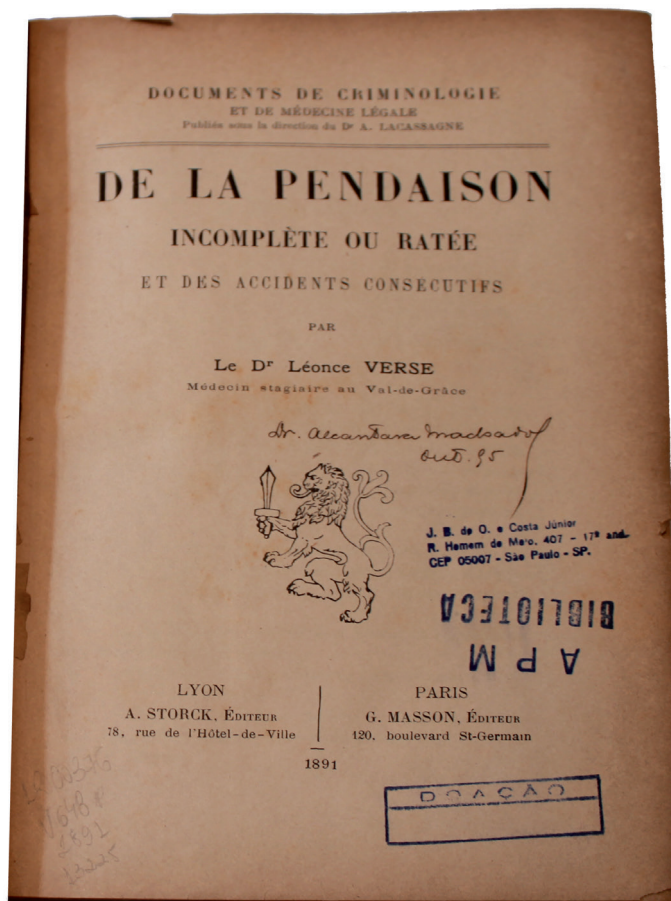 DOCUMENTS DE CRIMINOLOGIE
ET DE MÉDECINE LÉGALE
Publiés sous la direction du Dr A. LACASSAGNE
DE LA PENDAISON
INCOMPLÈTE OU RATÉE
ET DES ACCIDENTS CONSECUTIFS
PAR
Le Dr Léonce VERSE
Médecin stagiaire au Val-de-Grâce
Dr. Alcantara Machado
out. 95
J. B. de O. e Costa Júnior
R. Homem de Melo, 407 - 17º and.
CEP 05007 - São Paulo - SP.
BIBLIOTECA
A P M
LYON
A. STORCK, ÉDITEUR
78, rue de l'Hôtel-de-Ville
PARIS
G. MASSON, ÉDITEUR
120, boulevard St-Germain
1891
DOAÇÃO
1891